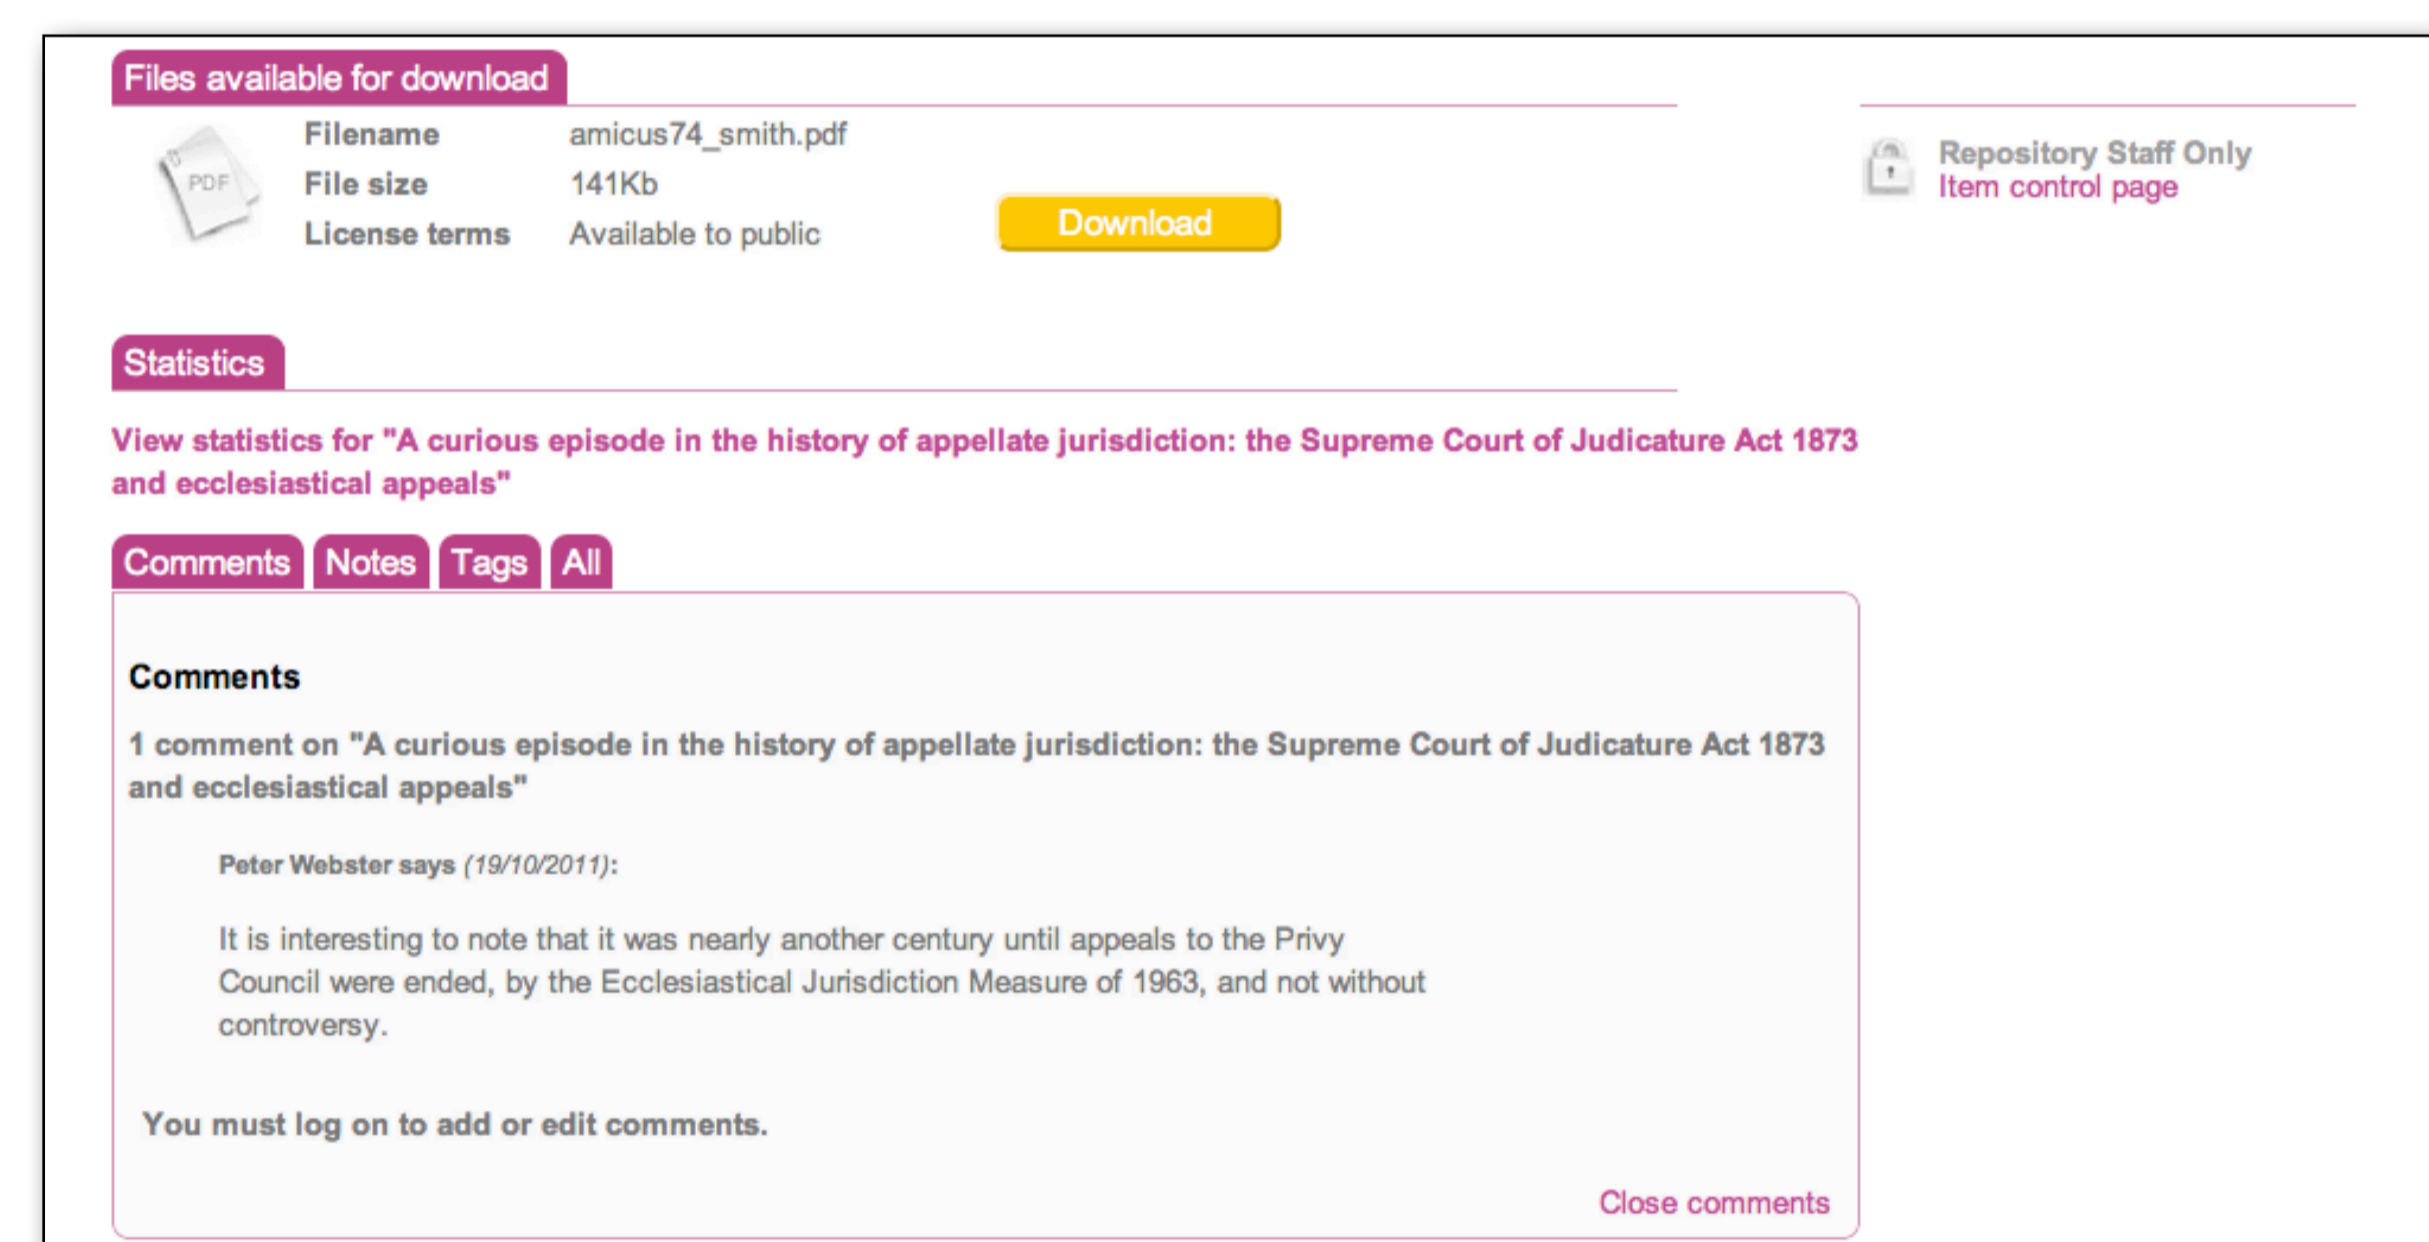 Files available for download
PDF
Filename amicus74_smith.pdf
File size 141Kb
License terms Available to public
Download
Repository Staff Only
Item control page
Statistics
View statistics for "A curious episode in the history of appellate jurisdiction: the Supreme Court of Judicature Act 1873
and ecclesiastical appeals"
Comments Notes Tags All
Comments
1 comment on "A curious episode in the history of appellate jurisdiction: the Supreme Court of Judicature Act 1873
and ecclesiastical appeals"
Peter Webster says (19/10/2011):
It is interesting to note that it was nearly another century until appeals to the Privy
Council were ended, by the Ecclesiastical Jurisdiction Measure of 1963, and not without
controversy.
You must log on to add or edit comments.
Close comments